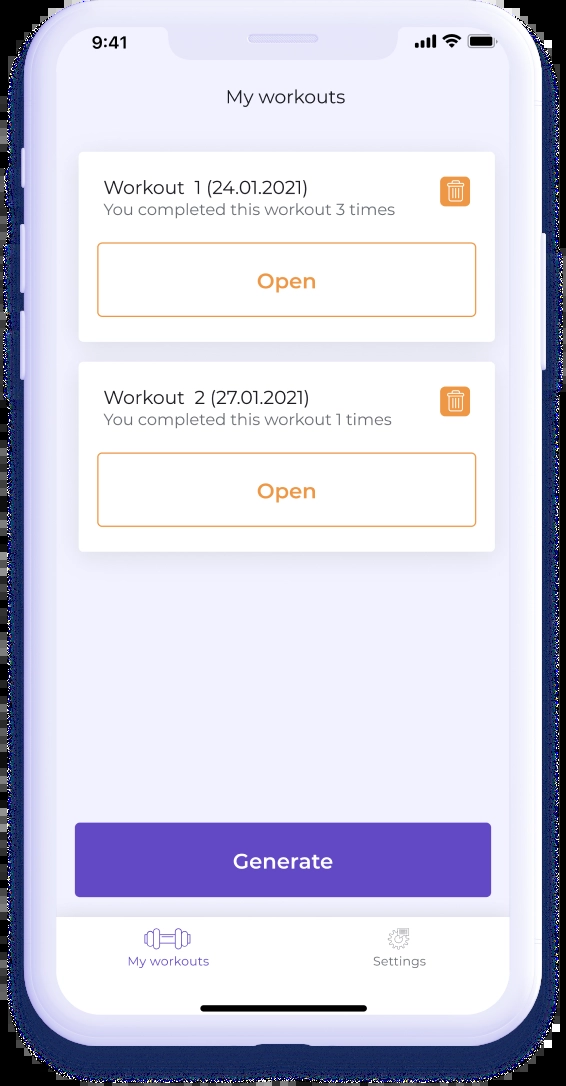 9:41
My workouts
Workout  1 (24.01.2021)
You completed this workout 3 times
Open
Workout  2 (27.01.2021)
You completed this workout 1 times
Open
Generate
My workouts
Settings